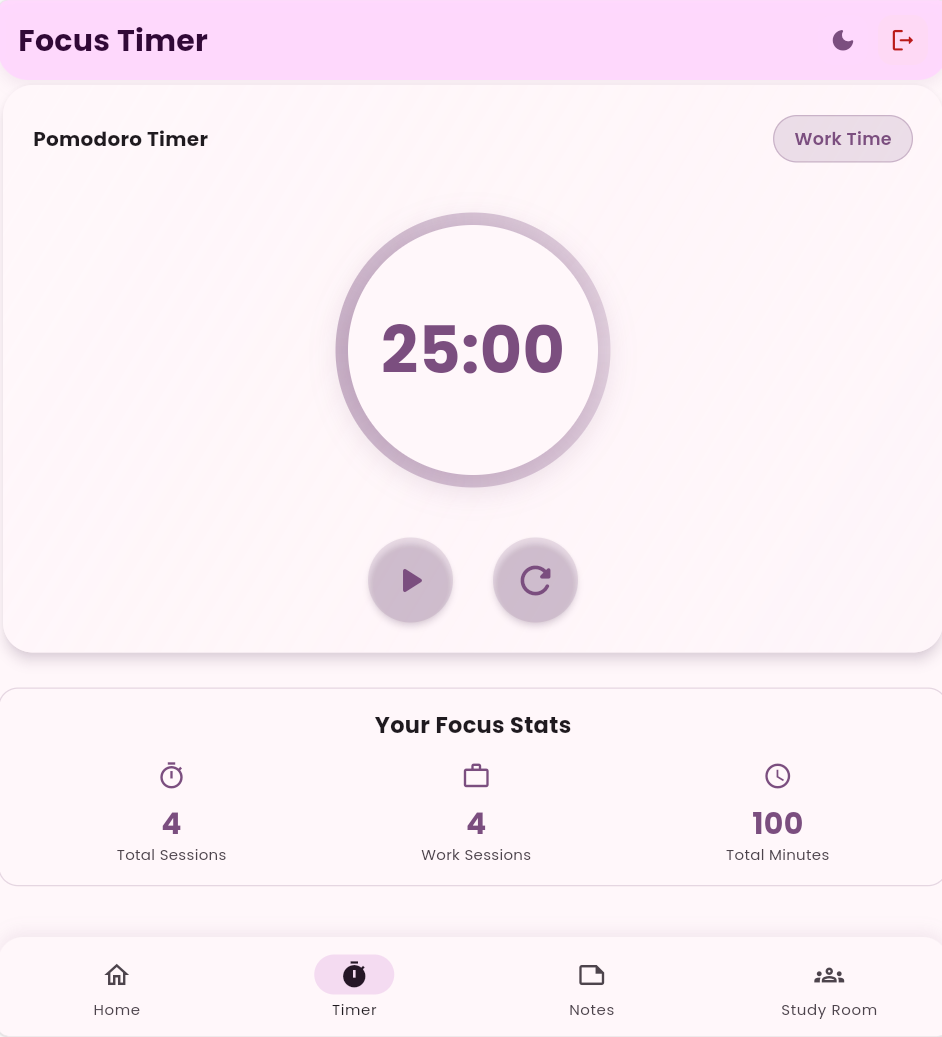 Focus Timer
Pomodoro Timer
Work Time
25:00
Your Focus Stats
4
Total Sessions
4
Work Sessions
100
Total Minutes
Home
Timer
Notes
Study Room